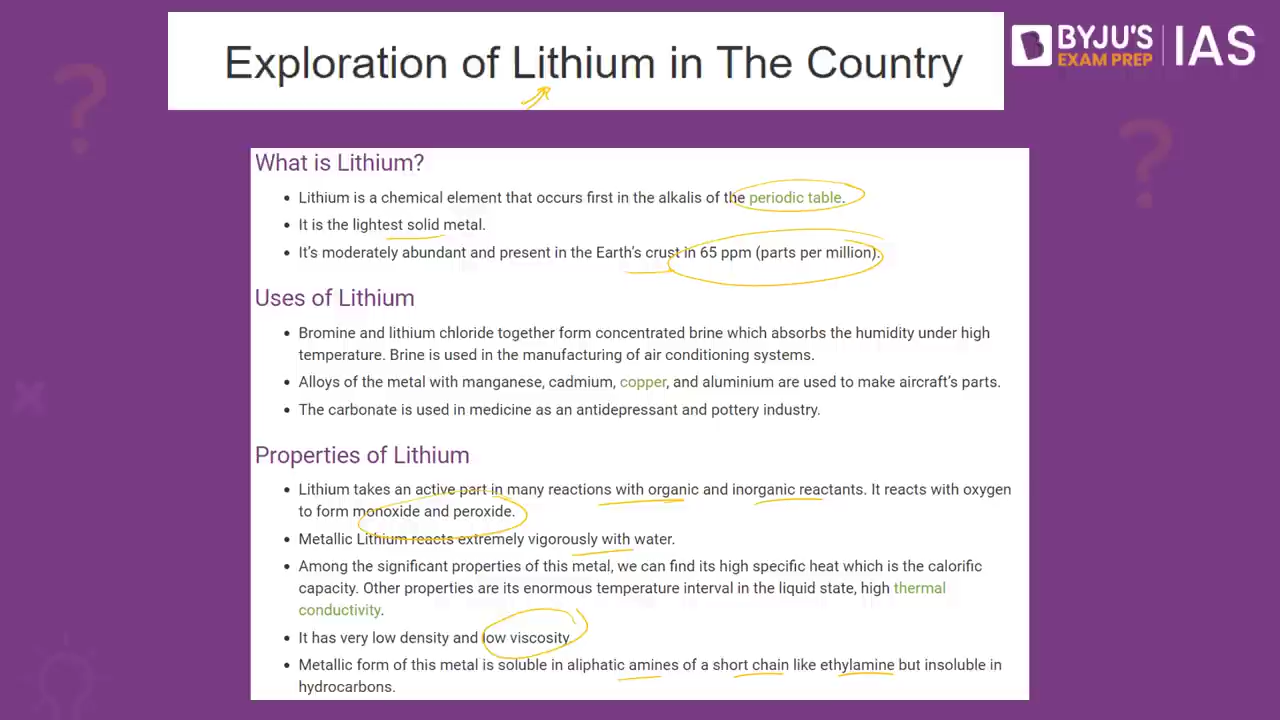 Exploration of Lithium in The Country
BYJU'S
EXAM PREP
IAS
What is Lithium?
• Lithium is a chemical element that occurs first in the alkalis of the periodic table.
• It is the lightest solid metal.
• It's moderately abundant and present in the Earth's crust in 65 ppm (parts per million).
Uses of Lithium
• Bromine and lithium chloride together form concentrated brine which absorbs the humidity under high
temperature. Brine is used in the manufacturing of air conditioning systems.
• Alloys of the metal with manganese, cadmium, copper, and aluminium are used to make aircraft's parts.
• The carbonate is used in medicine as an antidepressant and pottery industry.
Properties of Lithium
• Lithium takes an active part in many reactions with organic and inorganic reactants. It reacts with oxygen
to form monoxide and peroxide.
• Metallic Lithium reacts extremely vigorously with water.
• Among the significant properties of this metal, we can find its high specific heat which is the calorific
capacity. Other properties are its enormous temperature interval in the liquid state, high thermal
conductivity.
• It has very low density and low viscosity.
• Metallic form of this metal is soluble in aliphatic amines of a short chain like ethylamine but insoluble in
hydrocarbons.